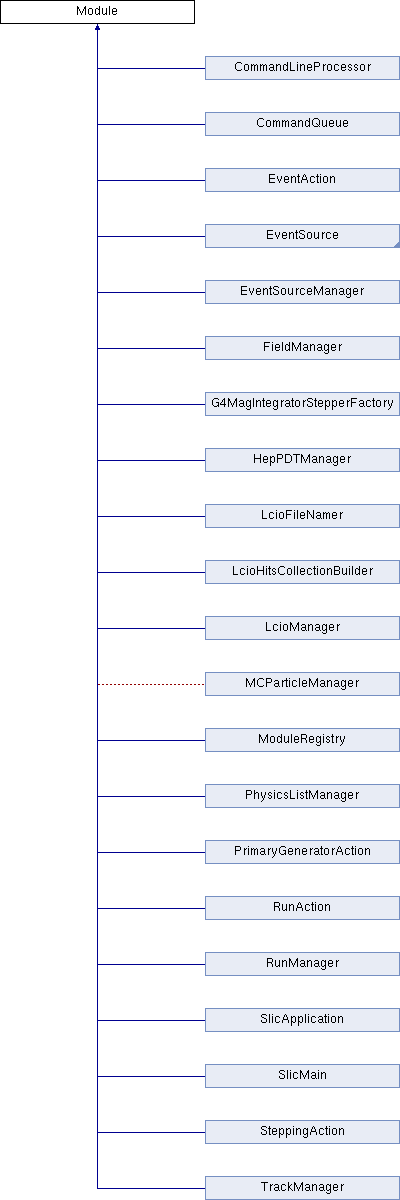 Module
CommandLineProcessor
CommandQueue
EventAction
EventSource
EventSourceManager
FieldManager
G4MagIntegratorStepperFactory
HepPDTManager
LcioFileNamer
LcioHitsCollectionBuilder
LcioManager
MCParticleManager
ModuleRegistry
PhysicsListManager
PrimaryGeneratorAction
RunAction
RunManager
SlicApplication
SlicMain
SteppingAction
TrackManager